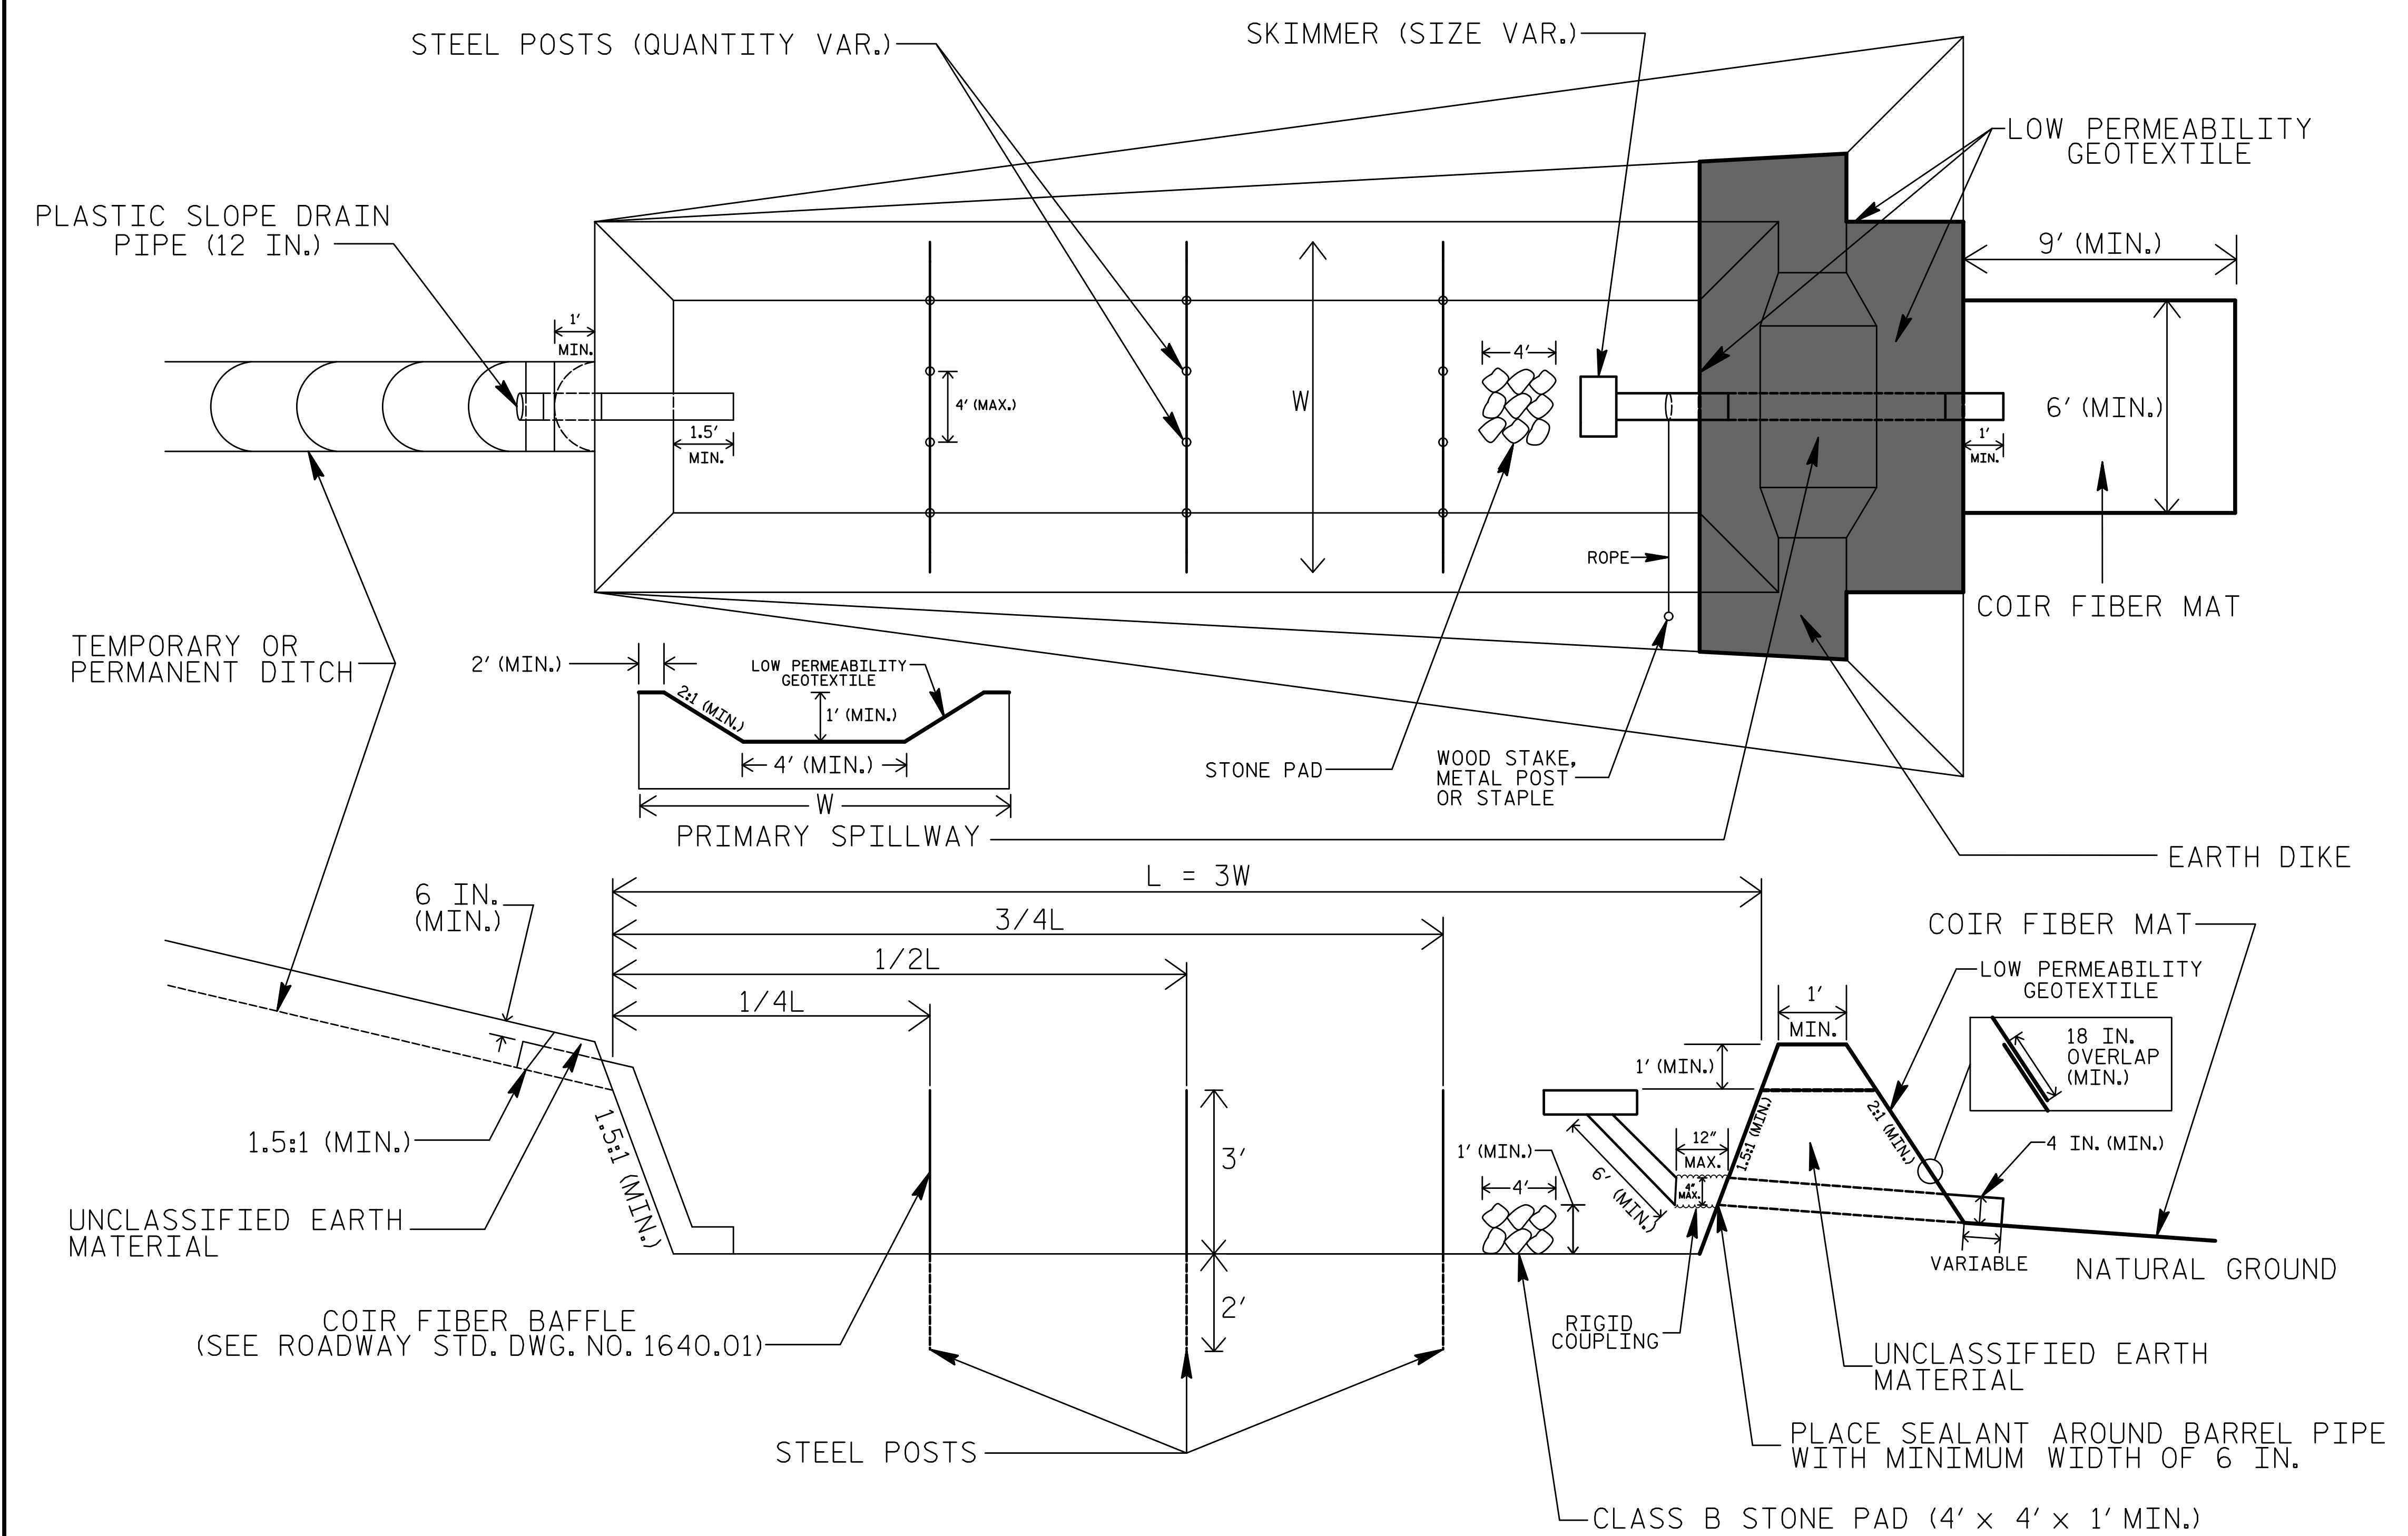 STEEL POSTS (QUANTITY VAR.)
SKIMMER (SIZE VAR.)
LOW PERMEABILITY
GEOTEXTILE
PLASTIC SLOPE DRAIN
PIPE (12 IN.)
9' (MIN.)
1'
MIN.
4'
4' (MAX.)
W
6' (MIN.)
1.5'
MIN.
1'
MIN.
ROPE
COIR FIBER MAT
TEMPORARY OR
PERMANENT DITCH
2' (MIN.)
LOW PERMEABILITY
GEOTEXTILE
2:1 (MIN.)
1' (MIN.)
4' (MIN.)
W
PRIMARY SPILLWAY
STONE PAD
WOOD STAKE,
METAL POST
OR STAPLE
EARTH DIKE
L = 3W
6 IN.
(MIN.)
3/4L
COIR FIBER MAT
1/2L
LOW PERMEABILITY
GEOTEXTILE
1/4L
1'
MIN.
18 IN.
OVERLAP
(MIN.)
1' (MIN.)
1.5:1 (MIN.)
2:1 (MIN.)
1.5:1 (MIN.)
1.5:1 (MIN.)
12"
MAX.
4 IN. (MIN.)
1' (MIN.)
3'
4'
6' (MIN.)
4"
MAX.
UNCLASSIFIED EARTH
MATERIAL
VARIABLE
NATURAL GROUND
2'
COIR FIBER BAFFLE
(SEE ROADWAY STD. DWG. NO. 1640.01)
RIGID
COUPLING
UNCLASSIFIED EARTH
MATERIAL
STEEL POSTS
PLACE SEALANT AROUND BARREL PIPE
WITH MINIMUM WIDTH OF 6 IN.
CLASS B STONE PAD (4' x 4' x 1' MIN.)